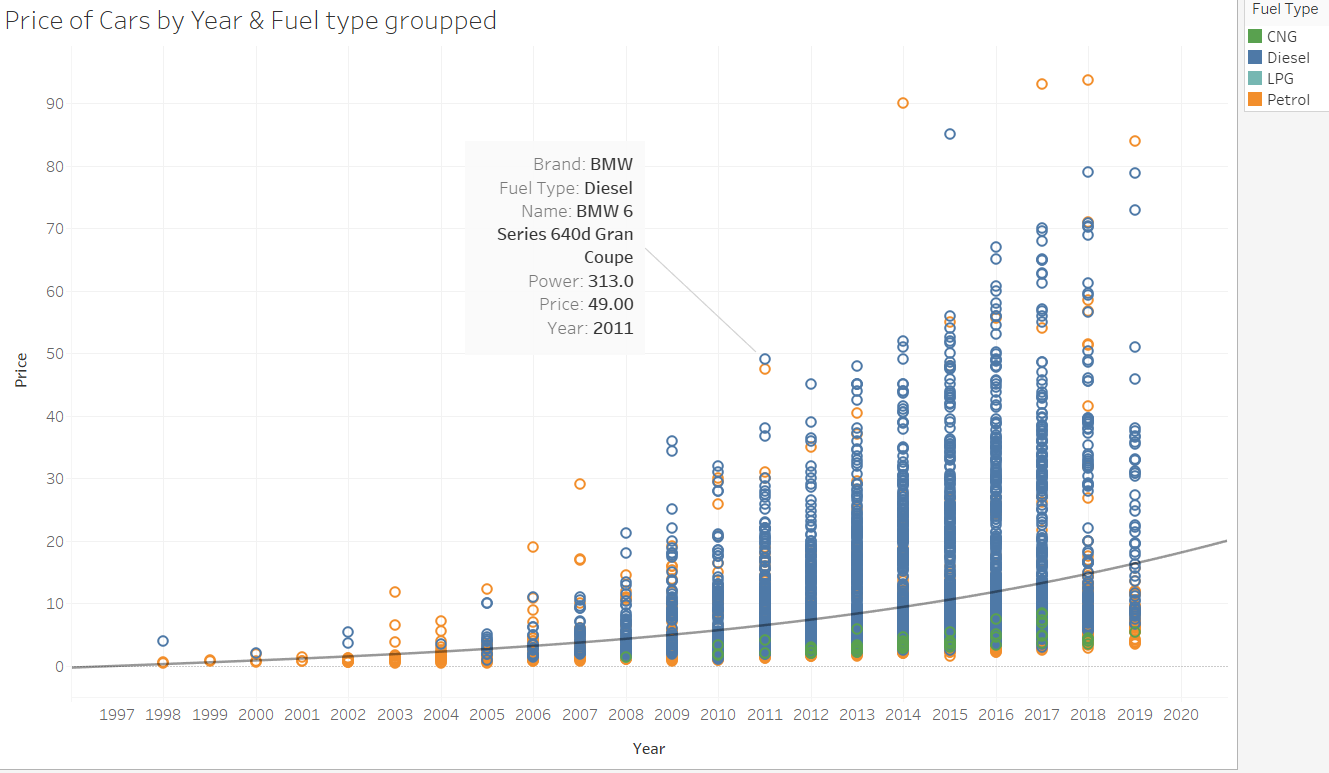 Price of Cars by Year & Fuel type groupped
Fuel Type
CNG
Diesel
LPG
Petrol
90
80
70
60
50
40
30
20
10
0
Price
Brand: BMW
Fuel Type: Diesel
Name: BMW 6
Series 640d Gran
Coupe
Power: 313.0
Price: 49.00
Year: 2011
1997 1998 1999 2000 2001 2002 2003 2004 2005 2006 2007 2008 2009 2010 2011 2012 2013 2014 2015 2016 2017 2018 2019 2020
Year